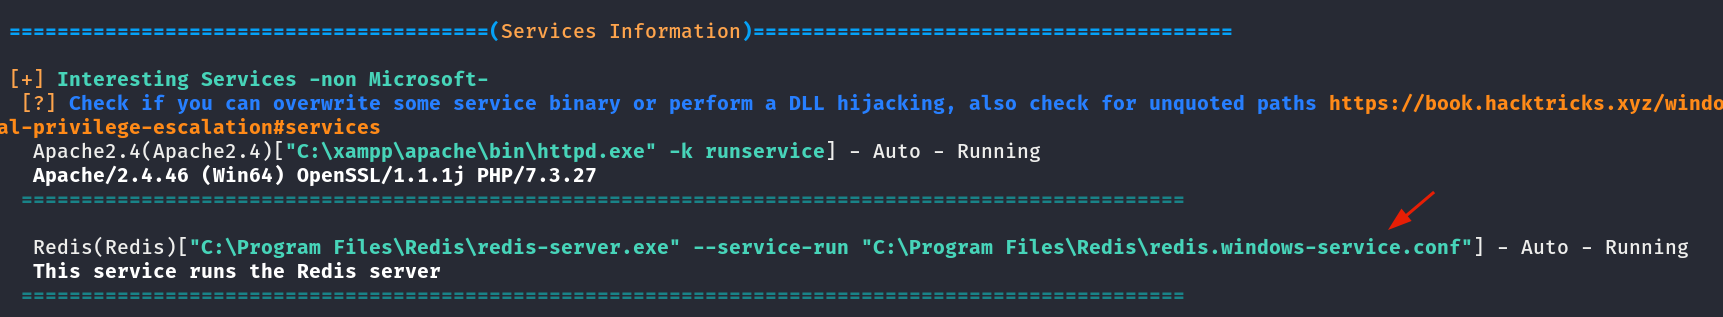 ========================================(Services Information)========================================
[+] Interesting Services -non Microsoft-
[?] Check if you can overwrite some service binary or perform a DLL hijacking, also check for unquoted paths https://book.hacktricks.xyz/windo
al-privilege-escalation#services
Apache2.4(Apache2.4)["C:\xampp\apache\bin\httpd.exe" -k runservice] - Auto - Running
Apache/2.4.46 (Win64) OpenSSL/1.1.1j PHP/7.3.27
=================================================================================================
Redis(Redis)["C:\Program Files\Redis\redis-server.exe" --service-run "C:\Program Files\Redis\redis.windows-service.conf"] - Auto - Running
This service runs the Redis server
=================================================================================================